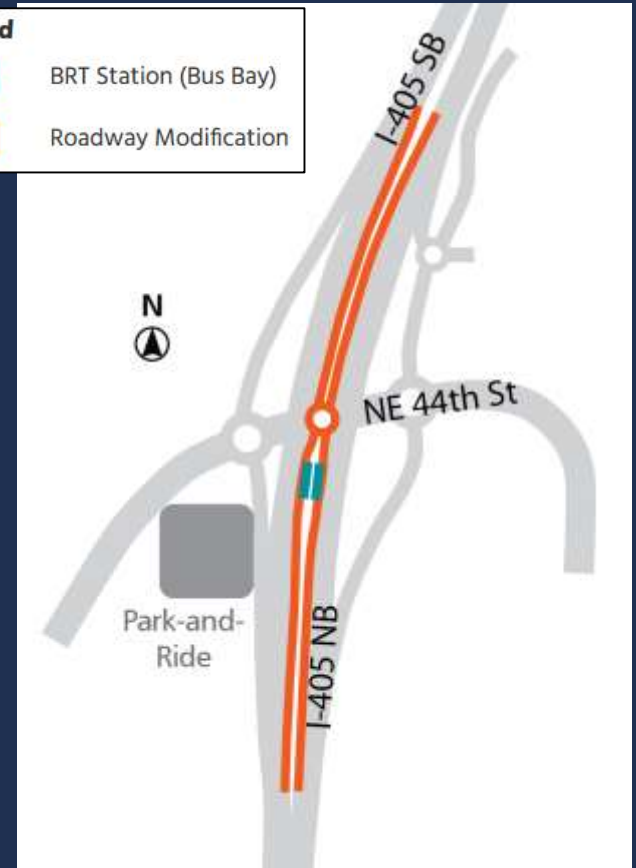 d
BRT Station (Bus Bay)
Roadway Modification
I-405 SB
N
NE 44th St
Park-and-
Ride
I-405 NB